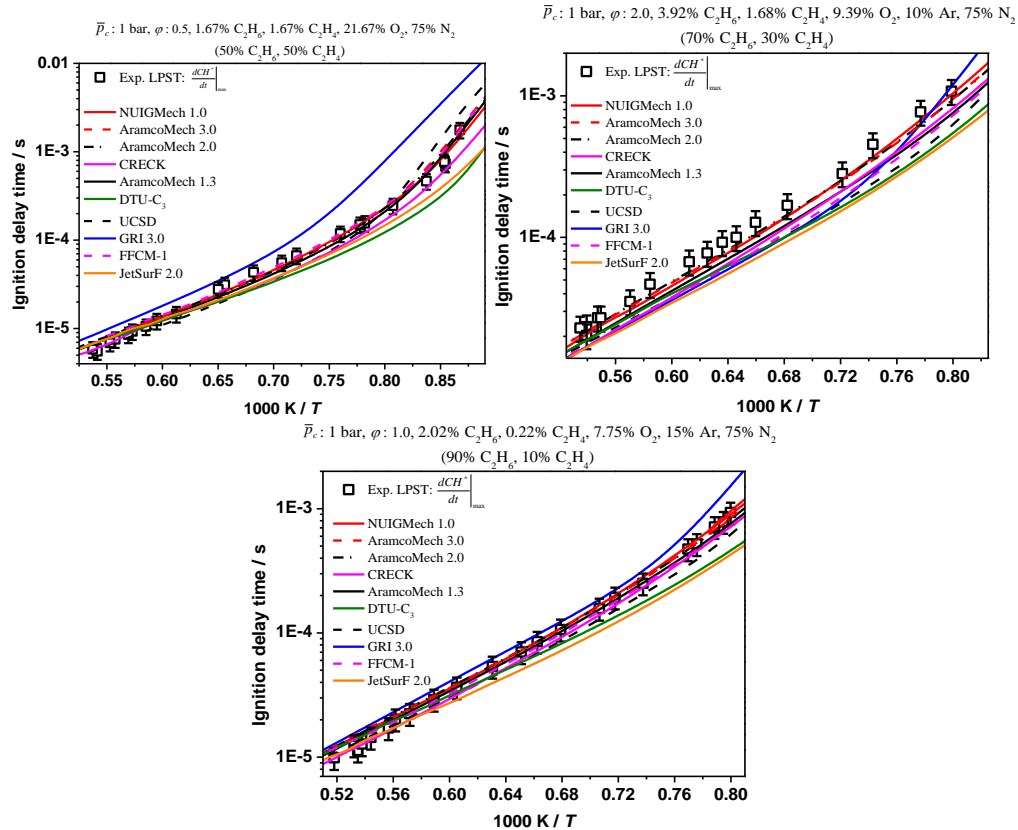 p̄c: 1 bar, φ: 0.5, 1.67% C2H6, 1.67% C2H4, 21.67% O2, 75% N2
(50% C2H6, 50% C2H4)
0.01
1E-3
1E-4
1E-5
Ignition delay time / s
Exp. LPST: dCH*/dt|max
NUIGMech 1.0
AramcoMech 3.0
AramcoMech 2.0
CRECK
AramcoMech 1.3
DTU-C3
UCSD
GRI 3.0
FFCM-1
JetSurF 2.0
0.55 0.60 0.65 0.70 0.75 0.80 0.85
1000 K / T
p̄c: 1 bar, φ: 2.0, 3.92% C2H6, 1.68% C2H4, 9.39% O2, 10% Ar, 75% N2
(70% C2H6, 30% C2H4)
1E-3
1E-4
Ignition delay time / s
Exp. LPST: dCH*/dt|max
NUIGMech 1.0
AramcoMech 3.0
AramcoMech 2.0
CRECK
AramcoMech 1.3
DTU-C3
UCSD
GRI 3.0
FFCM-1
JetSurF 2.0
0.56 0.60 0.64 0.68 0.72 0.76 0.80
1000 K / T
p̄c: 1 bar, φ: 1.0, 2.02% C2H6, 0.22% C2H4, 7.75% O2, 15% Ar, 75% N2
(90% C2H6, 10% C2H4)
1E-3
1E-4
1E-5
Ignition delay time / s
Exp. LPST: dCH*/dt|max
NUIGMech 1.0
AramcoMech 3.0
AramcoMech 2.0
CRECK
AramcoMech 1.3
DTU-C3
UCSD
GRI 3.0
FFCM-1
JetSurF 2.0
0.52 0.56 0.60 0.64 0.68 0.72 0.76 0.80
1000 K / T